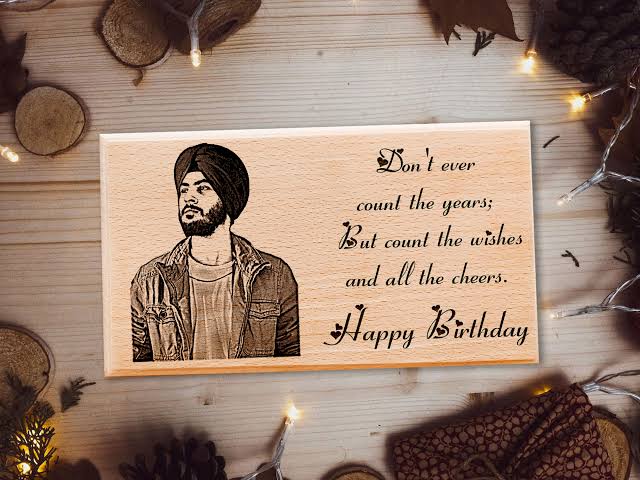 Don't ever
count the years;
But count the wishes
and all the cheers.
Happy Birthday